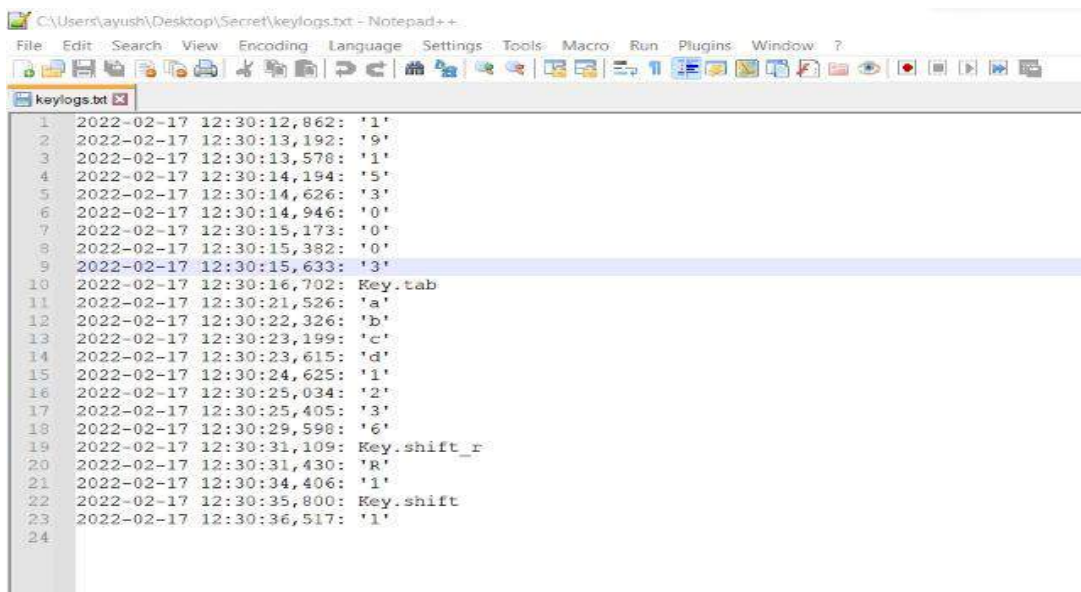 C:\Users\ayush\Desktop\Secret\keylogs.txt - Notepad++
File Edit Search View Encoding Language Settings Tools Macro Run Plugins Window ?
keylogs.txt
1 2022-02-17 12:30:12,862: '1'
2 2022-02-17 12:30:13,192: '9'
3 2022-02-17 12:30:13,578: '1'
4 2022-02-17 12:30:14,194: '5'
5 2022-02-17 12:30:14,626: '3'
6 2022-02-17 12:30:14,946: '0'
7 2022-02-17 12:30:15,173: '0'
8 2022-02-17 12:30:15,382: '0'
9 2022-02-17 12:30:15,633: '3'
10 2022-02-17 12:30:16,702: Key.tab
11 2022-02-17 12:30:21,526: 'a'
12 2022-02-17 12:30:22,326: 'b'
13 2022-02-17 12:30:23,199: 'c'
14 2022-02-17 12:30:23,615: 'd'
15 2022-02-17 12:30:24,625: '1'
16 2022-02-17 12:30:25,034: '2'
17 2022-02-17 12:30:25,405: '3'
18 2022-02-17 12:30:29,598: '6'
19 2022-02-17 12:30:31,109: Key.shift_r
20 2022-02-17 12:30:31,430: 'R'
21 2022-02-17 12:30:34,406: '1'
22 2022-02-17 12:30:35,800: Key.shift
23 2022-02-17 12:30:36,517: '1'
24